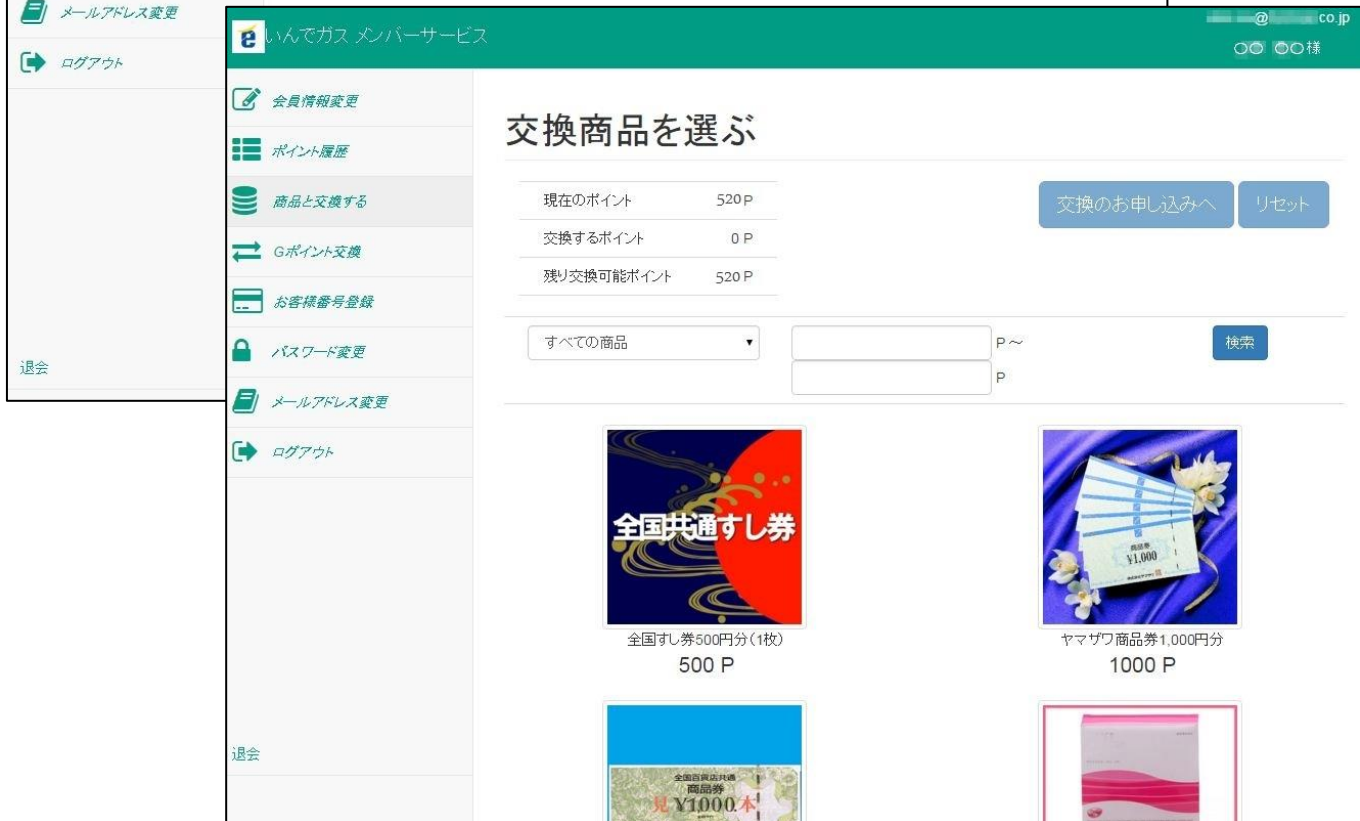 メールアドレス変更
ログアウト
退会
いんでガス メンバーサービス
@ co.jp
○○ ○○様
会員情報変更
ポイント履歴
商品と交換する
Gポイント交換
お客様番号登録
パスワード変更
メールアドレス変更
ログアウト
退会
交換商品を選ぶ
現在のポイント 520 P
交換するポイント 0 P
残り交換可能ポイント 520 P
交換のお申し込みへ リセット
すべての商品 P～ 検索
P
全国共通すし券
全国すし券500円分(1枚)
500 P
商品券
¥1,000
ヤマザワ商品券1,000円分
1000 P
全国百貨店共通
商品券
見 ¥1,000. 本